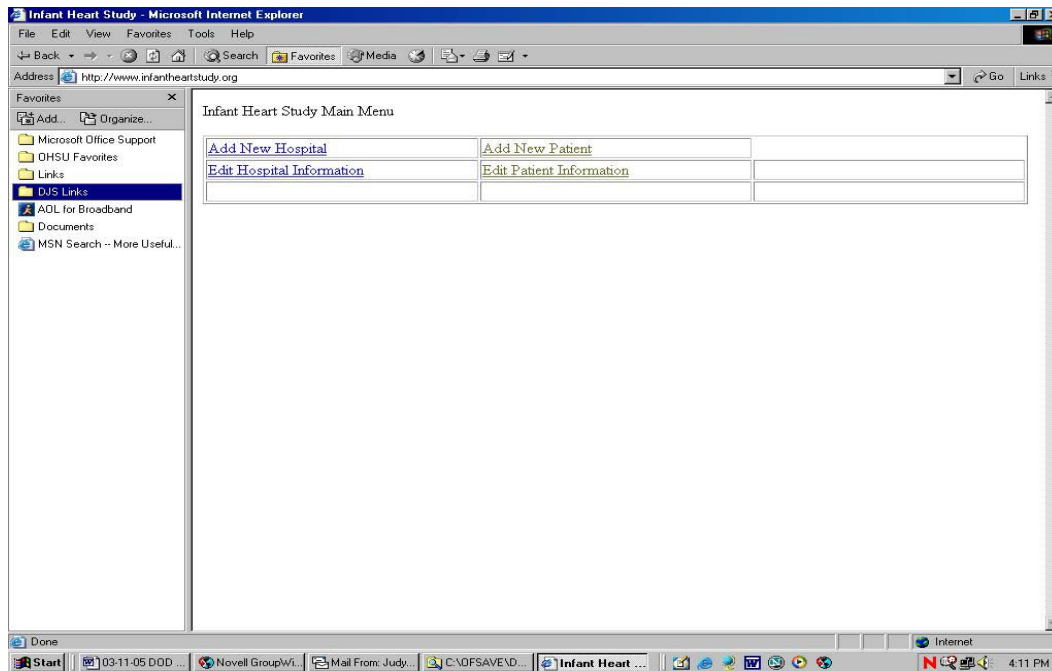 Infant Heart Study - Microsoft Internet Explorer
File Edit View Favorites Tools Help
Back Search Favorites Media
Address http://www.infantheartstudy.org Go Links
Favorites
Add... Organize...
Microsoft Office Support
OHSU Favorites
Links
DJS Links
AOL for Broadband
Documents
MSN Search -- More Useful...
Infant Heart Study Main Menu
Add New Hospital Add New Patient
Edit Hospital Information Edit Patient Information
Done Internet
Start 03-11-05 DOD ... Novell GroupWi... Mail From: Judy... C:\OFSAVE\D... Infant Heart ... 4:11 PM